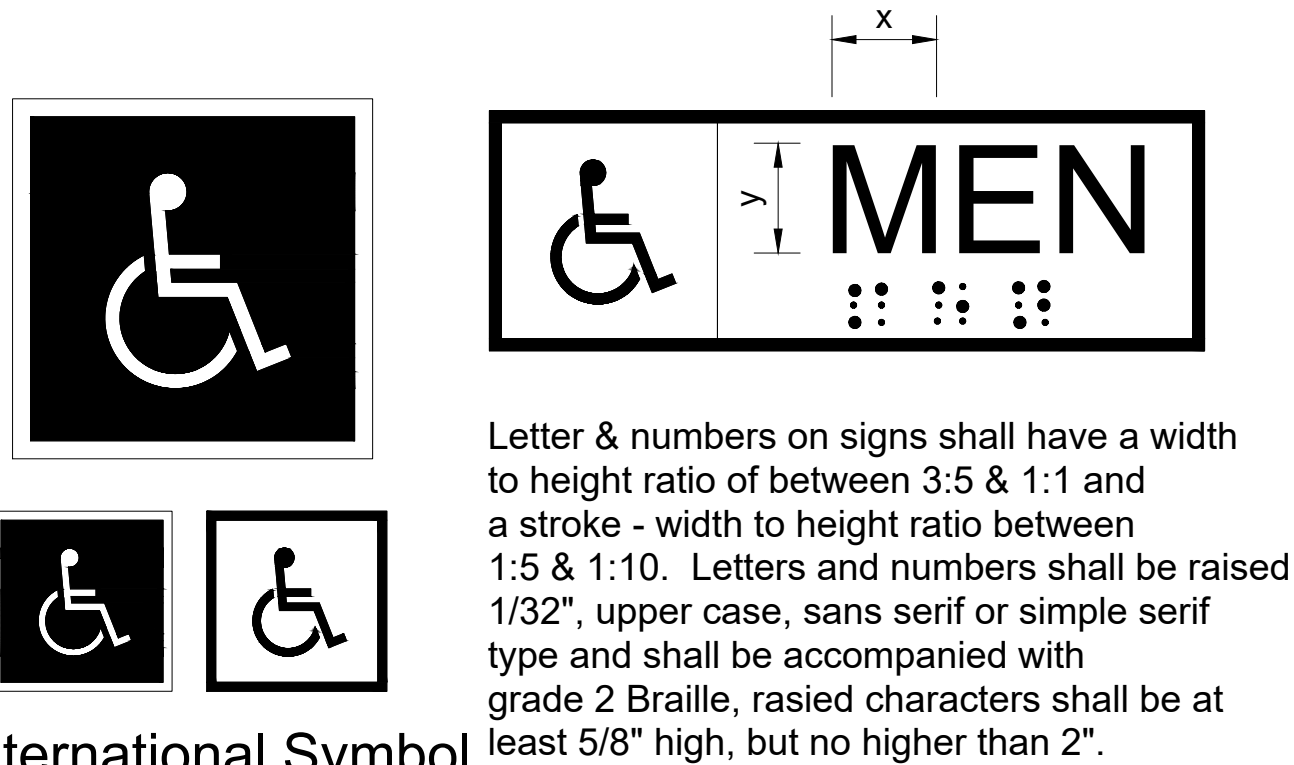 x
y
MEN
⠍⠑⠝
Letter & numbers on signs shall have a width
to height ratio of between 3:5 & 1:1 and
a stroke - width to height ratio between
1:5 & 1:10.  Letters and numbers shall be raised
1/32", upper case, sans serif or simple serif
type and shall be accompanied with
grade 2 Braille, rasied characters shall be at
least 5/8" high, but no higher than 2".
ternational Symbol